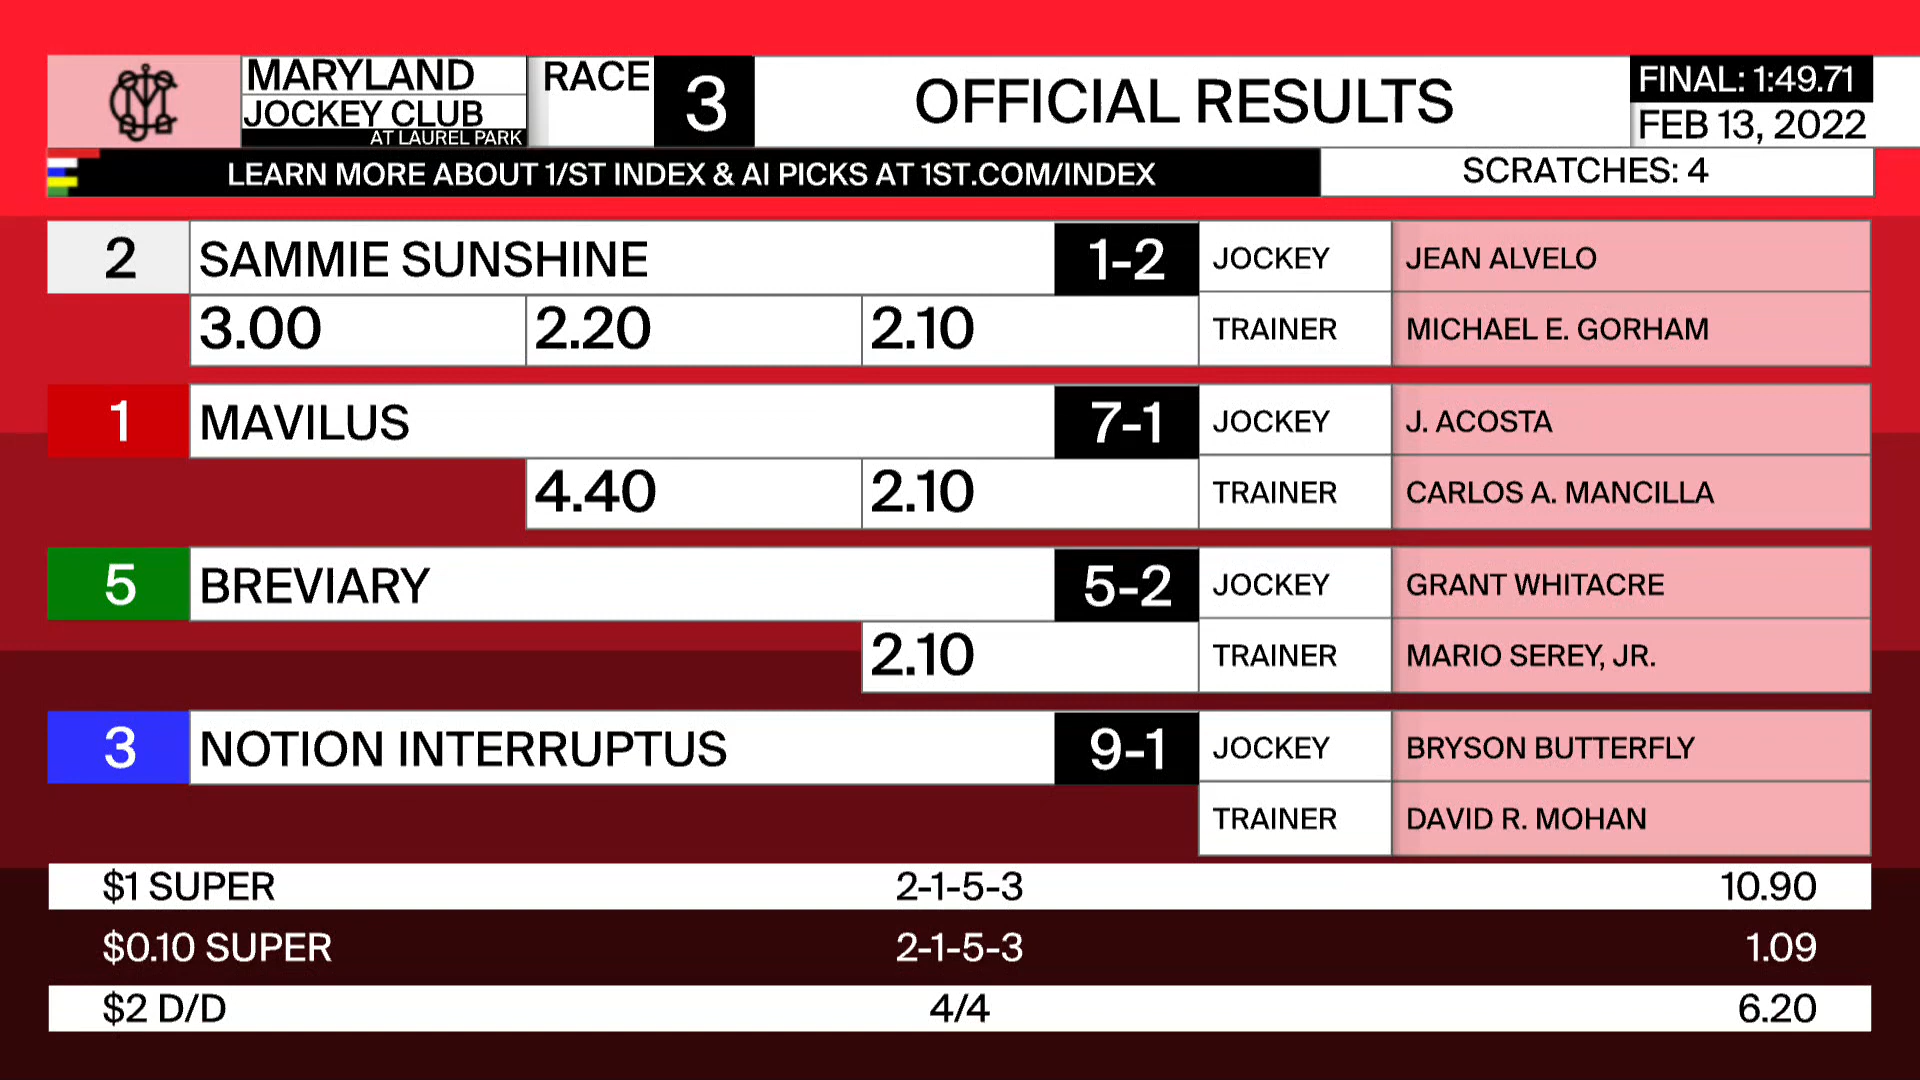 MARYLAND
JOCKEY CLUB
AT LAUREL PARK
RACE 3
OFFICIAL RESULTS
FINAL: 1:49.71
FEB 13, 2022
LEARN MORE ABOUT 1/ST INDEX & AI PICKS AT 1ST.COM/INDEX
SCRATCHES: 4
2 SAMMIE SUNSHINE 1-2 JOCKEY JEAN ALVELO
3.00 2.20 2.10 TRAINER MICHAEL E. GORHAM
1 MAVILUS 7-1 JOCKEY J. ACOSTA
4.40 2.10 TRAINER CARLOS A. MANCILLA
5 BREVIARY 5-2 JOCKEY GRANT WHITACRE
2.10 TRAINER MARIO SEREY, JR.
3 NOTION INTERRUPTUS 9-1 JOCKEY BRYSON BUTTERFLY
TRAINER DAVID R. MOHAN
$1 SUPER 2-1-5-3 10.90
$0.10 SUPER 2-1-5-3 1.09
$2 D/D 4/4 6.20